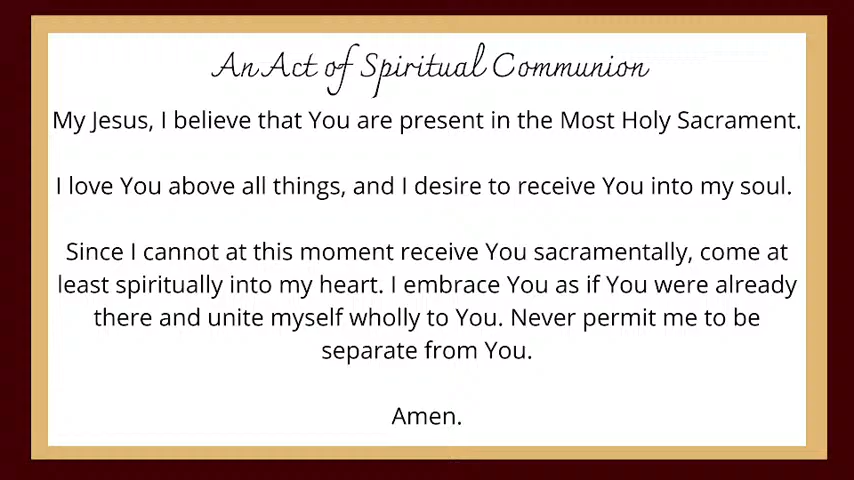 An Act of Spiritual Communion
My Jesus, I believe that You are present in the Most Holy Sacrament.
I love You above all things, and I desire to receive You into my soul.
Since I cannot at this moment receive You sacramentally, come at
least spiritually into my heart. I embrace You as if You were already
there and unite myself wholly to You. Never permit me to be
separate from You.
Amen.